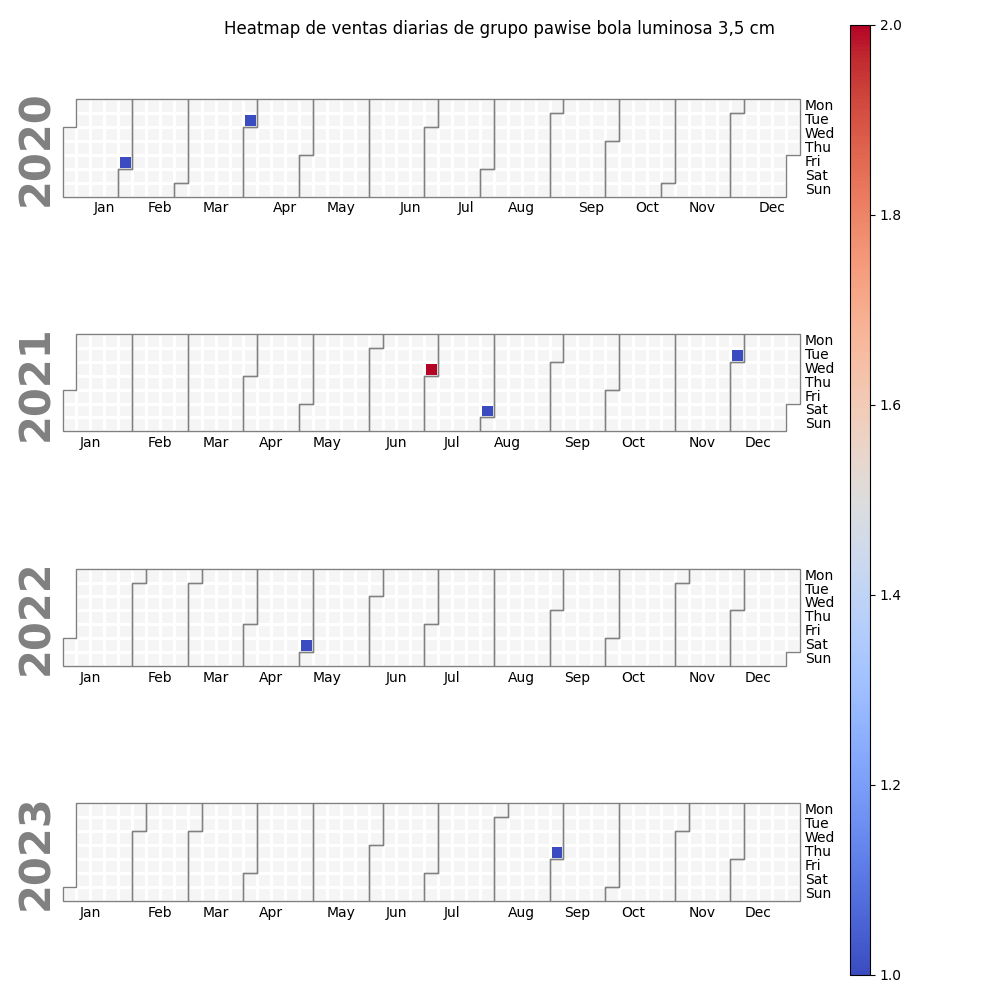 Heatmap de ventas diarias de grupo pawise bola luminosa 3,5 cm
2020
Mon
Tue
Wed
Thu
Fri
Sat
Sun
Jan Feb Mar Apr May Jun Jul Aug Sep Oct Nov Dec
2021
Mon
Tue
Wed
Thu
Fri
Sat
Sun
Jan Feb Mar Apr May Jun Jul Aug Sep Oct Nov Dec
2022
Mon
Tue
Wed
Thu
Fri
Sat
Sun
Jan Feb Mar Apr May Jun Jul Aug Sep Oct Nov Dec
2023
Mon
Tue
Wed
Thu
Fri
Sat
Sun
Jan Feb Mar Apr May Jun Jul Aug Sep Oct Nov Dec
2.0
1.8
1.6
1.4
1.2
1.0